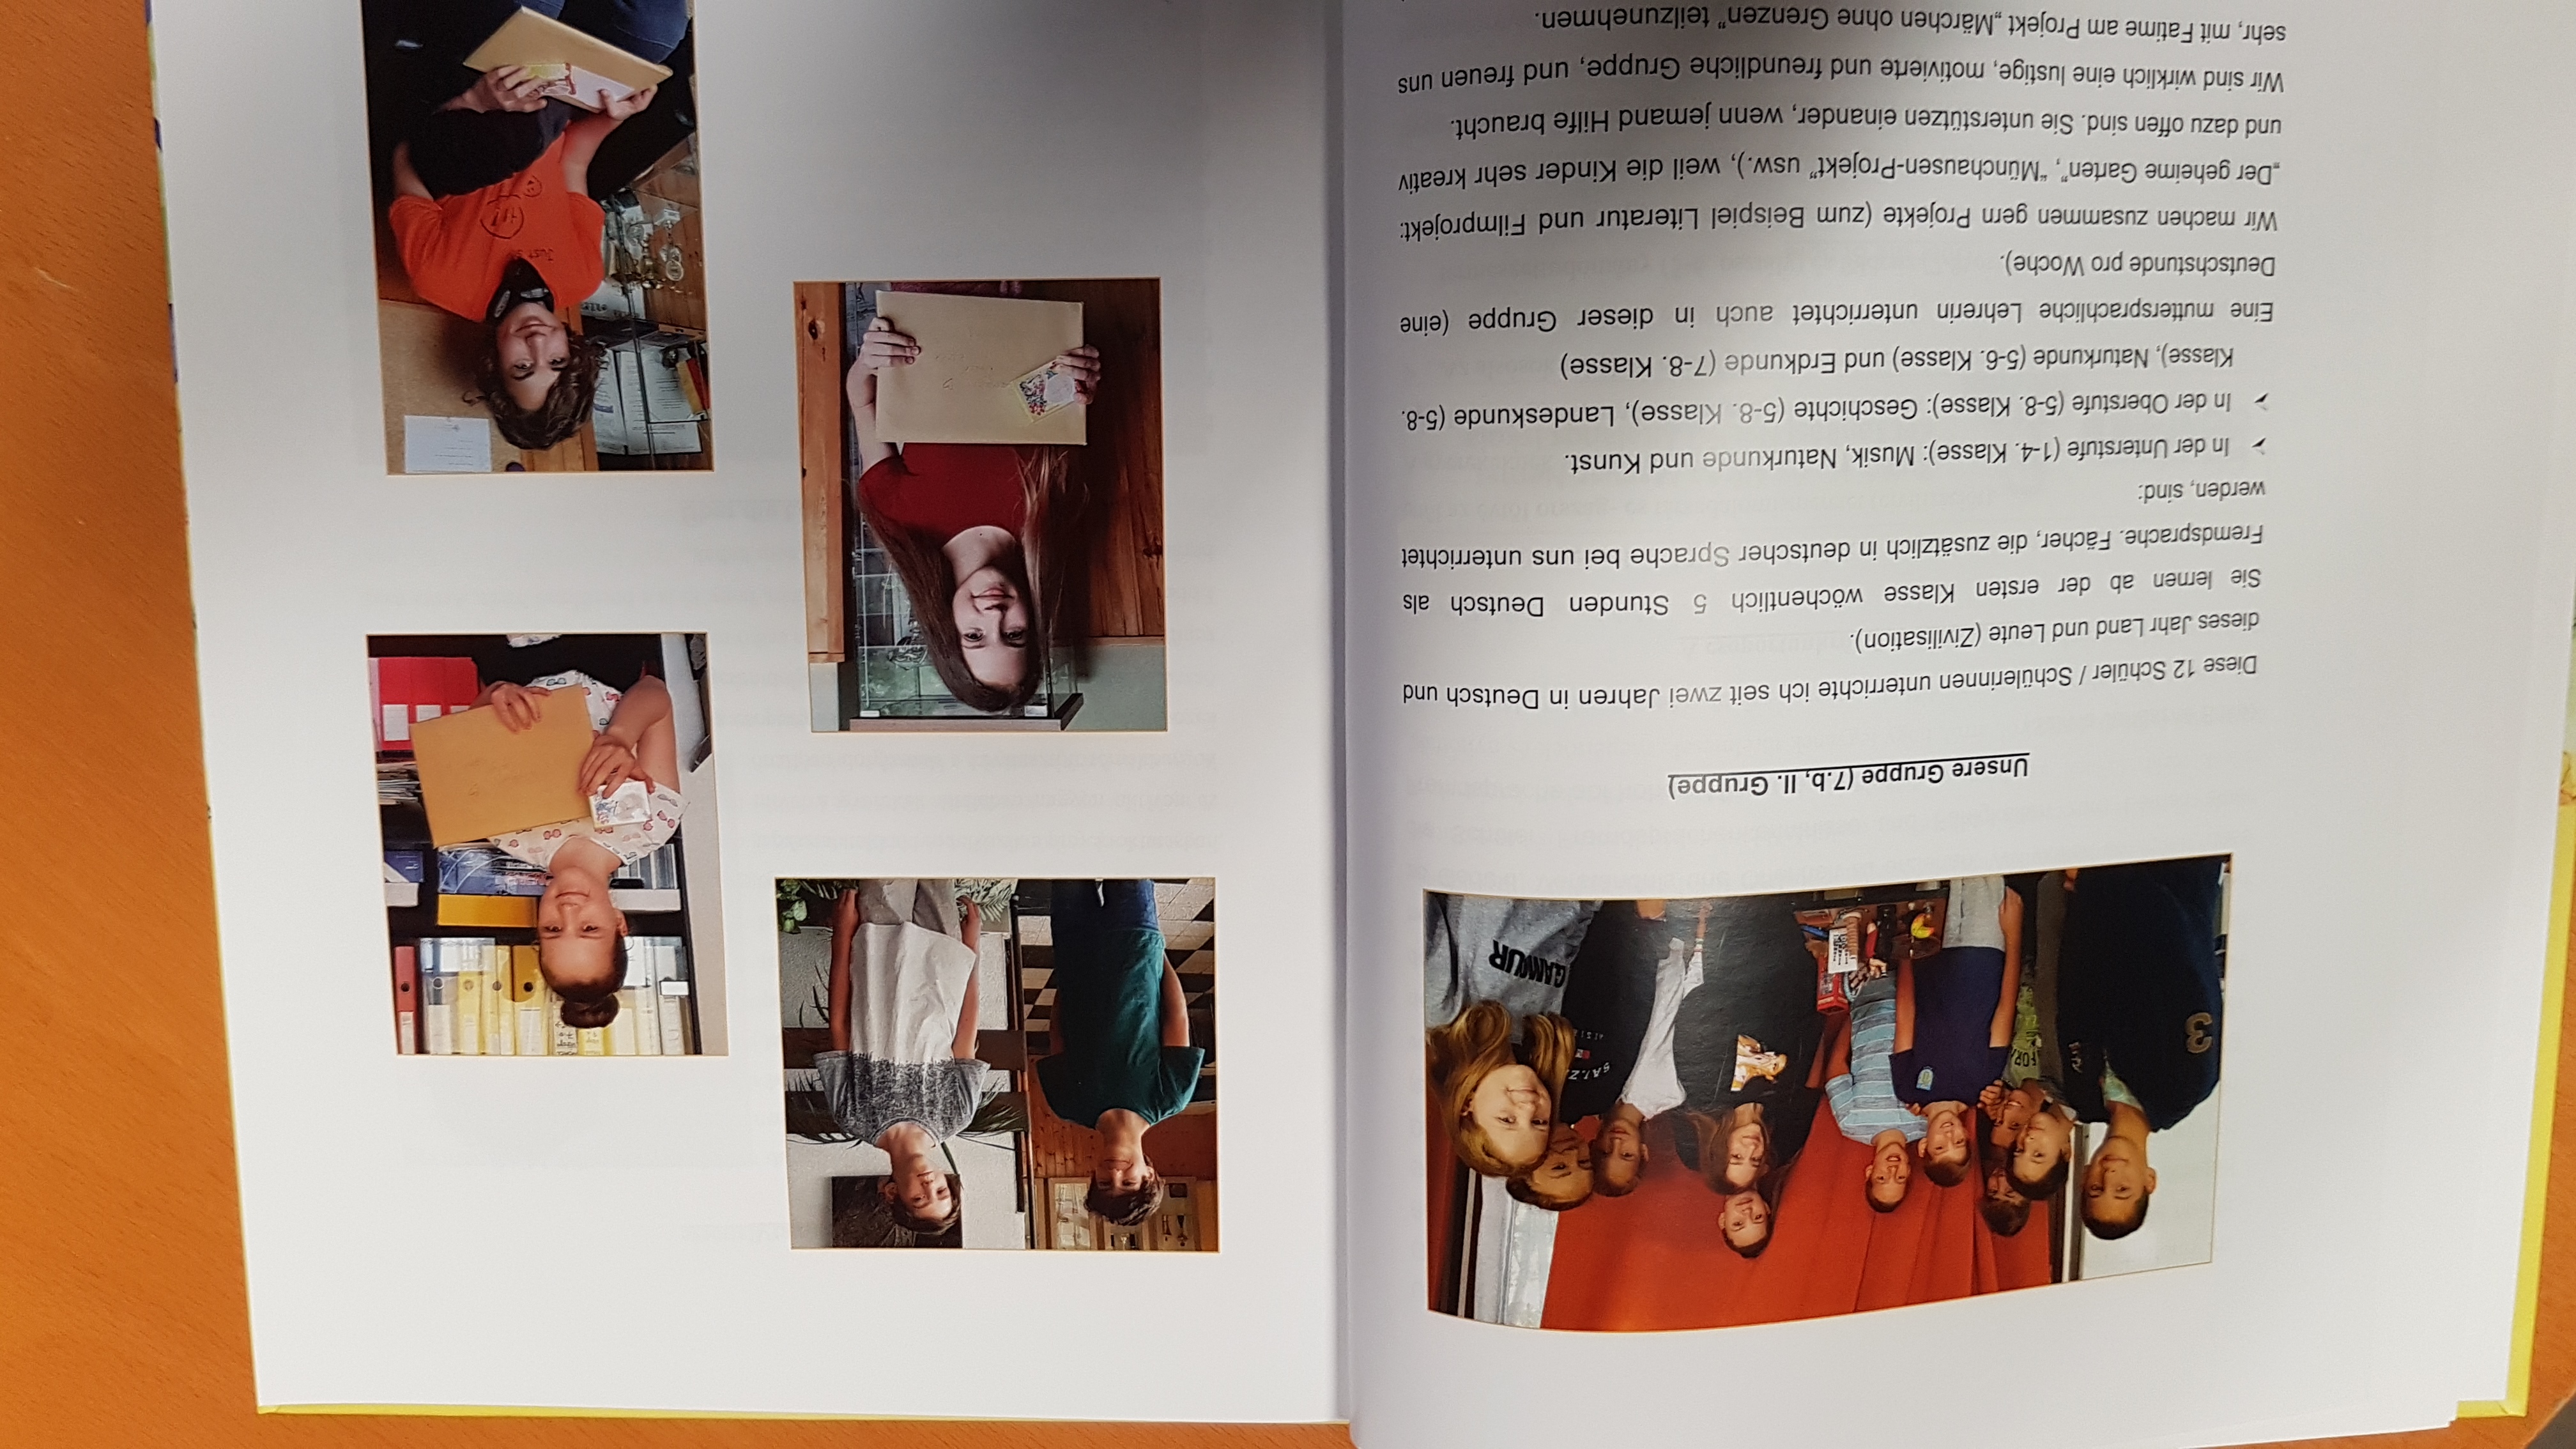 3
FOR
SALZ
GLAMOUR
Unsere Gruppe (7.b, II. Gruppe)
Diese 12 Schüler / Schülerinnen unterrichte ich seit zwei Jahren in Deutsch und
dieses Jahr Land und Leute (Zivilisation).
Sie lernen ab der ersten Klasse wöchentlich 5 Stunden Deutsch als
Fremdsprache. Fächer, die zusätzlich in deutscher Sprache bei uns unterrichtet
werden, sind:
➢ In der Unterstufe (1-4. Klasse): Musik, Naturkunde und Kunst.
➢ In der Oberstufe (5-8. Klasse): Geschichte (5-8. Klasse), Landeskunde (5-8.
Klasse), Naturkunde (5-6. Klasse) und Erdkunde (7-8. Klasse)
Eine muttersprachliche Lehrerin unterrichtet auch in dieser Gruppe (eine
Deutschstunde pro Woche).
Wir machen zusammen gern Projekte (zum Beispiel Literatur und Filmprojekt:
„Der geheime Garten”, “Münchausen-Projekt” usw.), weil die Kinder sehr kreativ
und dazu offen sind. Sie unterstützen einander, wenn jemand Hilfe braucht.
Wir sind wirklich eine lustige, motivierte und freundliche Gruppe, und freuen uns
sehr, mit Fatime am Projekt „Märchen ohne Grenzen” teilzunehmen.
Just
Hi!